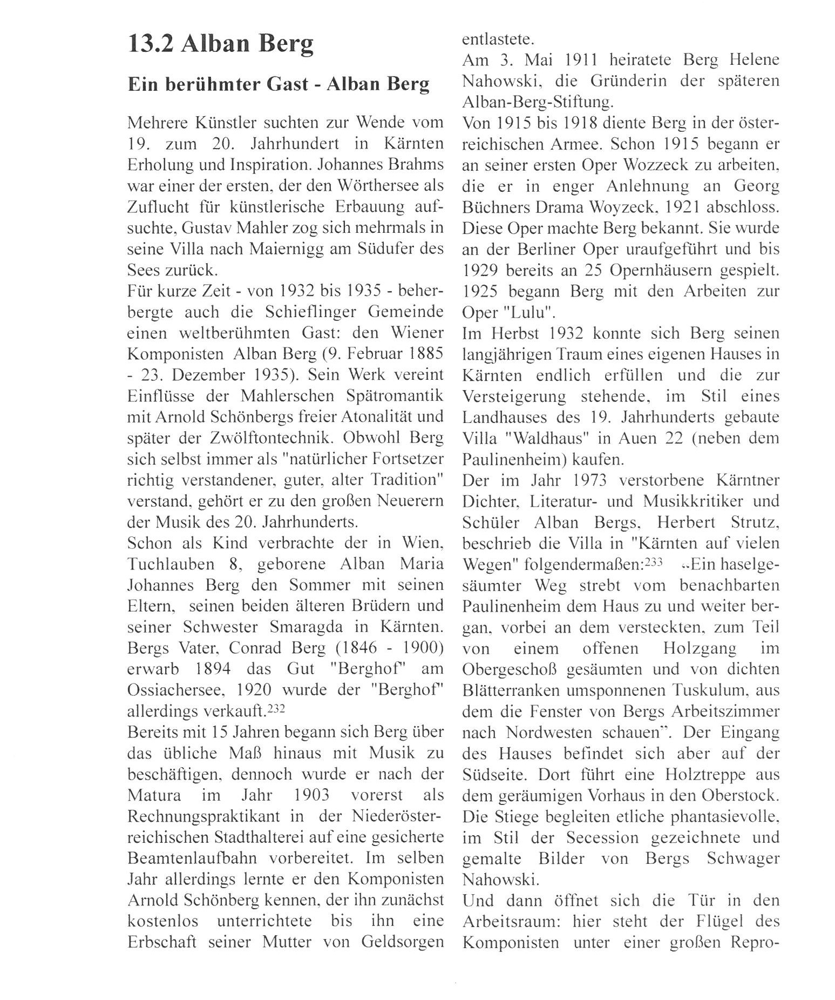 13.2 Alban Berg
Ein berühmter Gast - Alban Berg
Mehrere Künstler suchten zur Wende vom
19. zum 20. Jahrhundert in Kärnten
Erholung und Inspiration. Johannes Brahms
war einer der ersten, der den Wörthersee als
Zuflucht für künstlerische Erbauung auf-
suchte, Gustav Mahler zog sich mehrmals in
seine Villa nach Maiernigg am Südufer des
Sees zurück.
Für kurze Zeit - von 1932 bis 1935 - beher-
bergte auch die Schieflinger Gemeinde
einen weltberühmten Gast: den Wiener
Komponisten Alban Berg (9. Februar 1885
- 23. Dezember 1935). Sein Werk vereint
Einflüsse der Mahlerschen Spätromantik
mit Arnold Schönbergs freier Atonalität und
später der Zwölftontechnik. Obwohl Berg
sich selbst immer als "natürlicher Fortsetzer
richtig verstandener, guter, alter Tradition"
verstand, gehört er zu den großen Neuerern
der Musik des 20. Jahrhunderts.
Schon als Kind verbrachte der in Wien,
Tuchlauben 8, geborene Alban Maria
Johannes Berg den Sommer mit seinen
Eltern, seinen beiden älteren Brüdern und
seiner Schwester Smaragda in Kärnten.
Bergs Vater, Conrad Berg (1846 - 1900)
erwarb 1894 das Gut "Berghof" am
Ossiachersee, 1920 wurde der "Berghof"
allerdings verkauft.232
Bereits mit 15 Jahren begann sich Berg über
das übliche Maß hinaus mit Musik zu
beschäftigen, dennoch wurde er nach der
Matura im Jahr 1903 vorerst als
Rechnungspraktikant in der Niederöster-
reichischen Stadthalterei auf eine gesicherte
Beamtenlaufbahn vorbereitet. Im selben
Jahr allerdings lernte er den Komponisten
Arnold Schönberg kennen, der ihn zunächst
kostenlos unterrichtete bis ihn eine
Erbschaft seiner Mutter von Geldsorgen
entlastete.
Am 3. Mai 1911 heiratete Berg Helene
Nahowski, die Gründerin der späteren
Alban-Berg-Stiftung.
Von 1915 bis 1918 diente Berg in der öster-
reichischen Armee. Schon 1915 begann er
an seiner ersten Oper Wozzeck zu arbeiten,
die er in enger Anlehnung an Georg
Büchners Drama Woyzeck, 1921 abschloss.
Diese Oper machte Berg bekannt. Sie wurde
an der Berliner Oper uraufgeführt und bis
1929 bereits an 25 Opernhäusern gespielt.
1925 begann Berg mit den Arbeiten zur
Oper "Lulu".
Im Herbst 1932 konnte sich Berg seinen
langjährigen Traum eines eigenen Hauses in
Kärnten endlich erfüllen und die zur
Versteigerung stehende, im Stil eines
Landhauses des 19. Jahrhunderts gebaute
Villa "Waldhaus" in Auen 22 (neben dem
Paulinenheim) kaufen.
Der im Jahr 1973 verstorbene Kärntner
Dichter, Literatur- und Musikkritiker und
Schüler Alban Bergs, Herbert Strutz,
beschrieb die Villa in "Kärnten auf vielen
Wegen" folgendermaßen:233 „Ein haselge-
säumter Weg strebt vom benachbarten
Paulinenheim dem Haus zu und weiter ber-
gan, vorbei an dem versteckten, zum Teil
von einem offenen Holzgang im
Obergeschoß gesäumten und von dichten
Blätterranken umsponnenen Tuskulum, aus
dem die Fenster von Bergs Arbeitszimmer
nach Nordwesten schauen”. Der Eingang
des Hauses befindet sich aber auf der
Südseite. Dort führt eine Holztreppe aus
dem geräumigen Vorhaus in den Oberstock.
Die Stiege begleiten etliche phantasievolle,
im Stil der Secession gezeichnete und
gemalte Bilder von Bergs Schwager
Nahowski.
Und dann öffnet sich die Tür in den
Arbeitsraum: hier steht der Flügel des
Komponisten unter einer großen Repro-